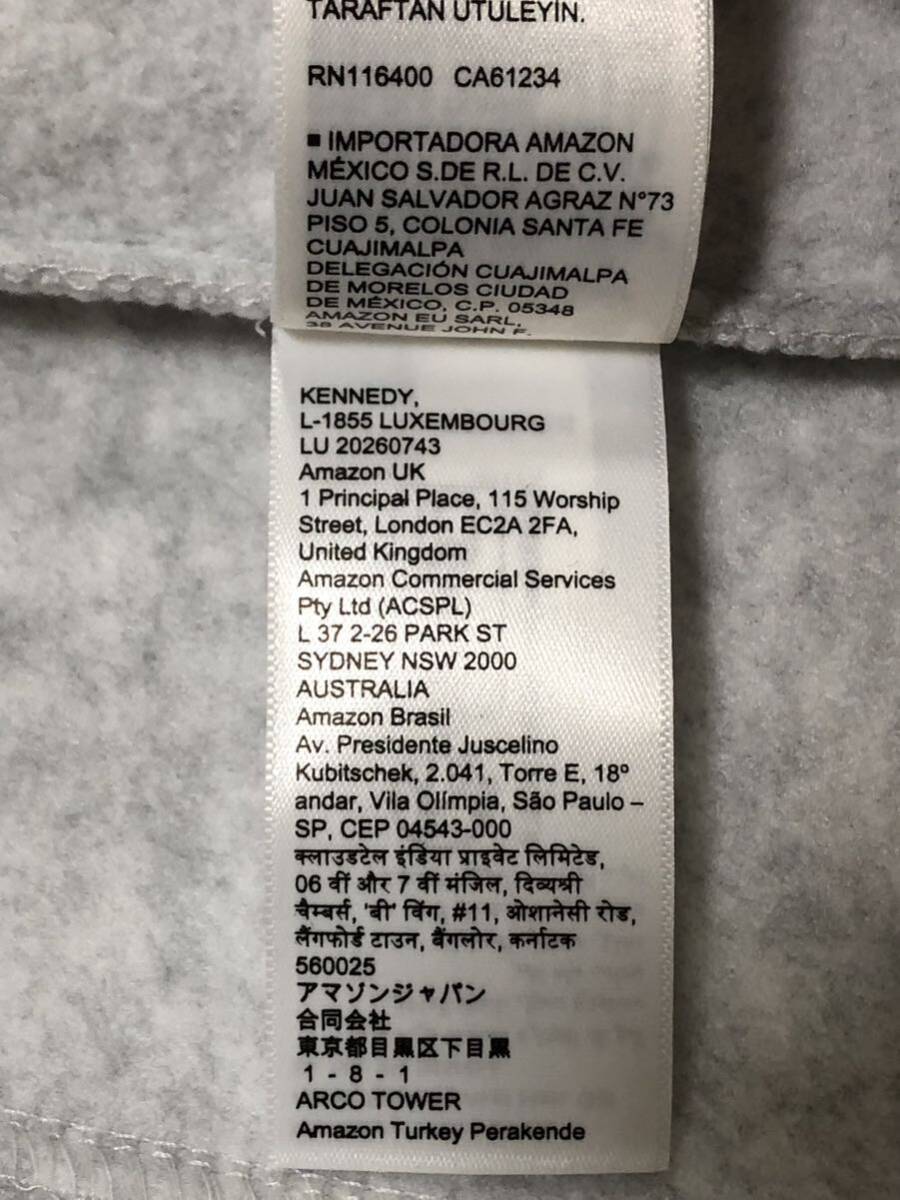 TARAFTAN ÜTÜLEYİN.
RN116400 CA61234
■ IMPORTADORA AMAZON
MÉXICO S.DE R.L. DE C.V.
JUAN SALVADOR AGRAZ N°73
PISO 5, COLONIA SANTA FE
CUAJIMALPA
DELEGACIÓN CUAJIMALPA
DE MORELOS CIUDAD
DE MÉXICO, C.P. 05348
AMAZON EU SARL,
38 AVENUE JOHN F.
KENNEDY,
L-1855 LUXEMBOURG
LU 20260743
Amazon UK
1 Principal Place, 115 Worship
Street, London EC2A 2FA,
United Kingdom
Amazon Commercial Services
Pty Ltd (ACSPL)
L 37 2-26 PARK ST
SYDNEY NSW 2000
AUSTRALIA
Amazon Brasil
Av. Presidente Juscelino
Kubitschek, 2.041, Torre E, 18º
andar, Vila Olímpia, São Paulo –
SP, CEP 04543-000
क्लाउडटेल इंडिया प्राइवेट लिमिटेड,
06 वीं और 7 वीं मंजिल, दिव्यश्री
चैम्बर्स, 'बी' विंग, #11, ओशानेसी रोड,
लैंगफोर्ड टाउन, बैंगलोर, कर्नाटक
560025
アマゾンジャパン
合同会社
東京都目黒区下目黒
1 - 8 - 1
ARCO TOWER
Amazon Turkey Perakende